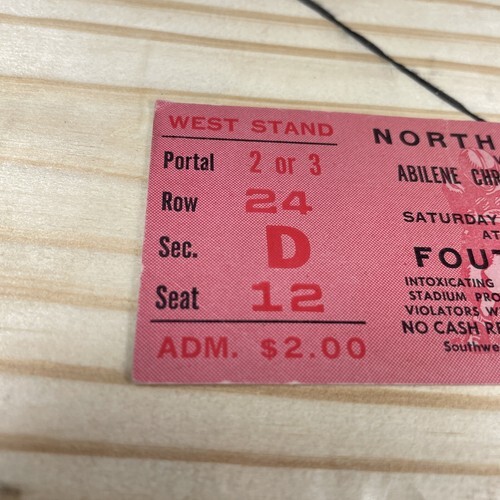 WEST STAND
Portal 2 or 3
Row 24
Sec. D
Seat 12
ADM. $2.00
NORTH
ABILENE CHR
SATURDAY
AT
FOU
INTOXICATING
STADIUM PRO
VIOLATORS W
NO CASH RE
Southwe